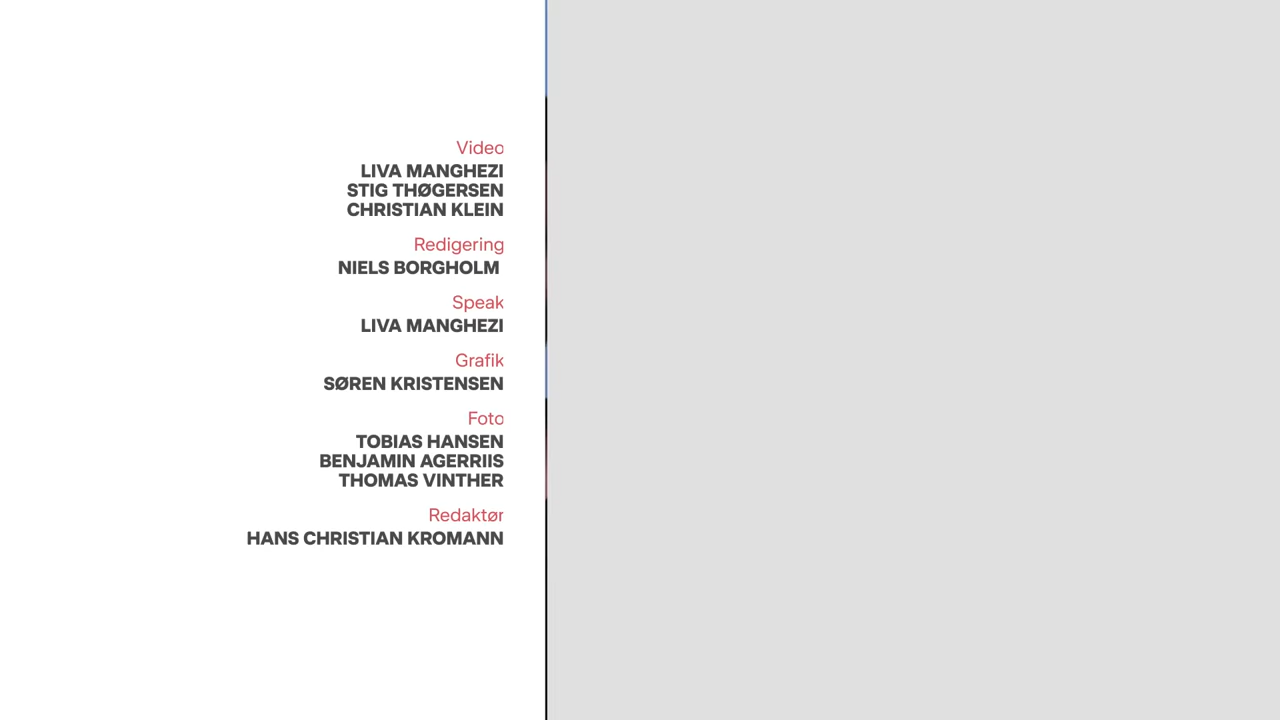 Video
LIVA MANGHEZI
STIG THØGERSEN
CHRISTIAN KLEIN
Redigering
NIELS BORGHOLM
Speak
LIVA MANGHEZI
Grafik
SØREN KRISTENSEN
Foto
TOBIAS HANSEN
BENJAMIN AGERRIIS
THOMAS VINTHER
Redaktør
HANS CHRISTIAN KROMANN